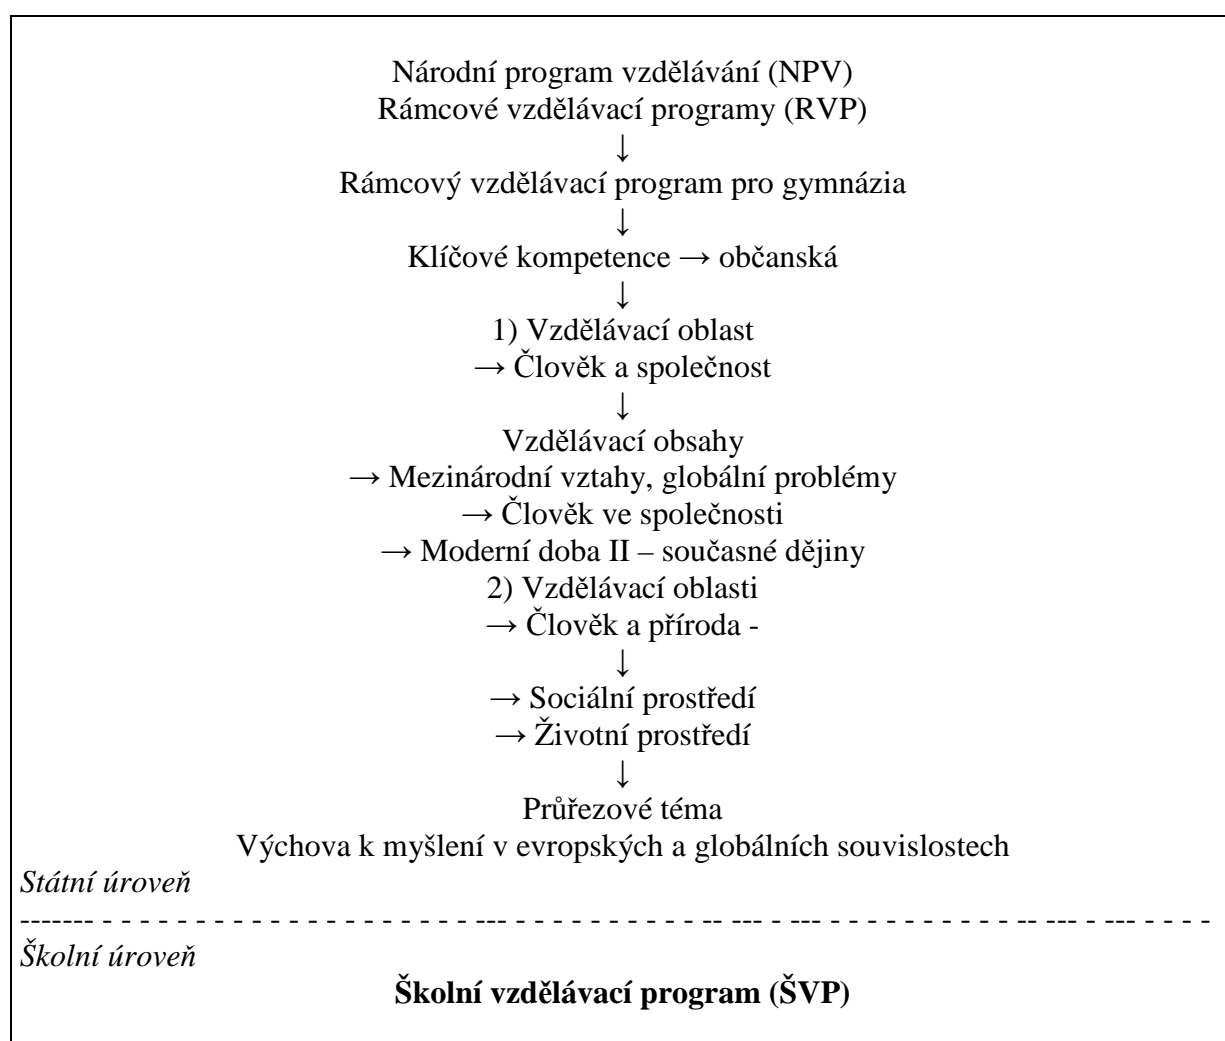 Národní program vzdělávání (NPV)
Rámcové vzdělávací programy (RVP)
↓
Rámcový vzdělávací program pro gymnázia
↓
Klíčové kompetence → občanská
↓
1) Vzdělávací oblast
→ Člověk a společnost
↓
Vzdělávací obsahy
→ Mezinárodní vztahy, globální problémy
→ Člověk ve společnosti
→ Moderní doba II – současné dějiny
2) Vzdělávací oblasti
→ Člověk a příroda -
↓
→ Sociální prostředí
→ Životní prostředí
↓
Průřezové téma
Výchova k myšlení v evropských a globálních souvislostech
Státní úroveň
------- - - - - - - - - - - - - - - - - - - - - --- - - - - - - - - - - -- --- - --- - - - - - - - - - - -- --- - --- - - - -
Školní úroveň
Školní vzdělávací program (ŠVP)